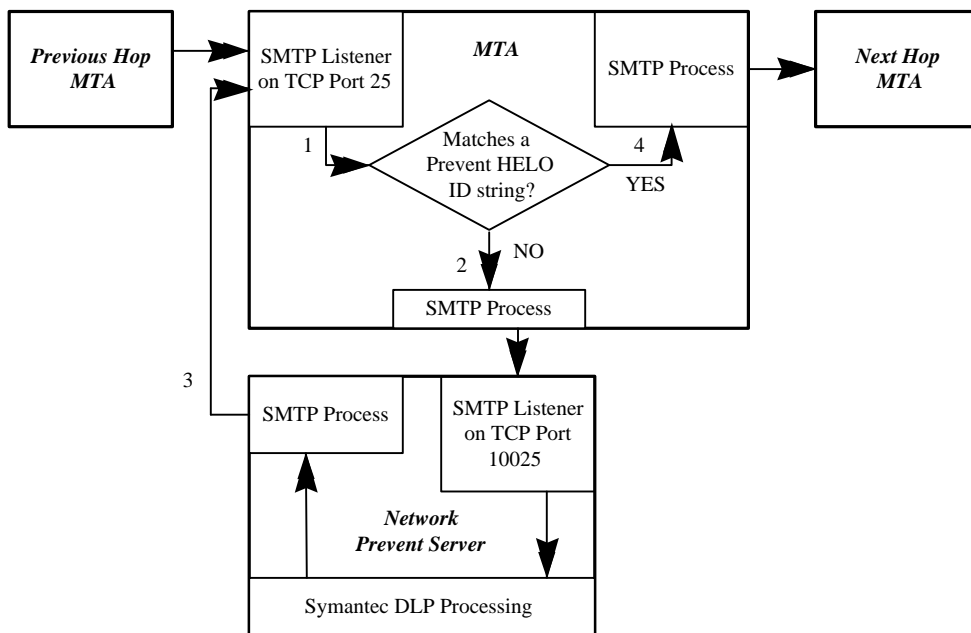 Previous Hop
MTA
SMTP Listener
on TCP Port 25
MTA
SMTP Process
Next Hop
MTA
1
Matches a
Prevent HELO
ID string?
4
YES
2
NO
SMTP Process
3
SMTP Process
SMTP Listener
on TCP Port
10025
Network
Prevent Server
Symantec DLP Processing